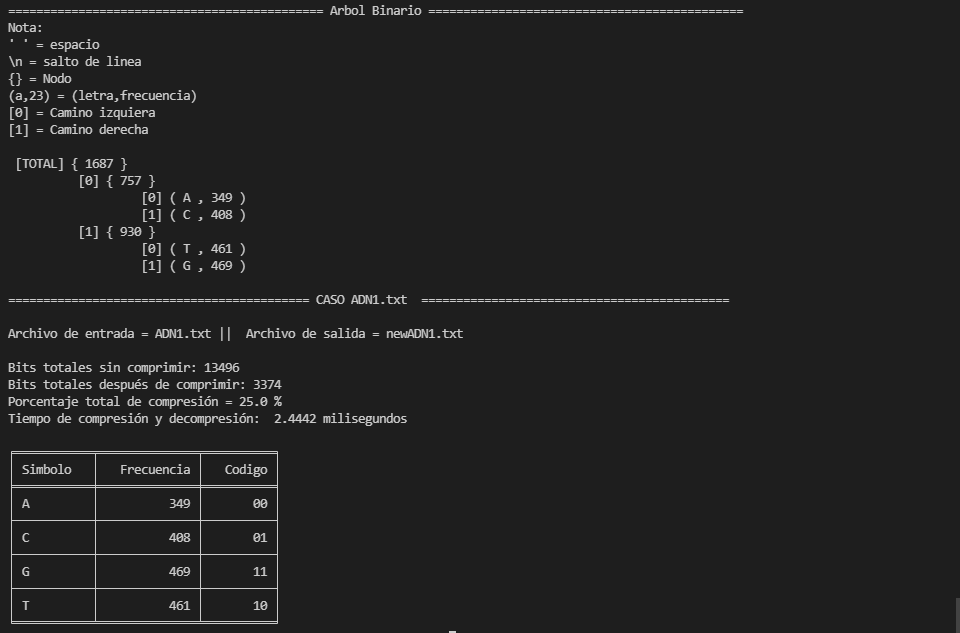 ============================================= Arbol Binario =============================================
Nota:
' ' = espacio
\n = salto de linea
{} = Nodo
(a,23) = (letra,frecuencia)
[0] = Camino izquiera
[1] = Camino derecha
[TOTAL] { 1687 }
[0] { 757 }
[0] ( A , 349 )
[1] ( C , 408 )
[1] { 930 }
[0] ( T , 461 )
[1] ( G , 469 )
=========================================== CASO ADN1.txt  ============================================
Archivo de entrada = ADN1.txt ||  Archivo de salida = newADN1.txt
Bits totales sin comprimir: 13496
Bits totales después de comprimir: 3374
Porcentaje total de compresión = 25.0 %
Tiempo de compresión y decompresión:  2.4442 milisegundos
Simbolo Frecuencia Codigo
A 349 00
C 408 01
G 469 11
T 461 10